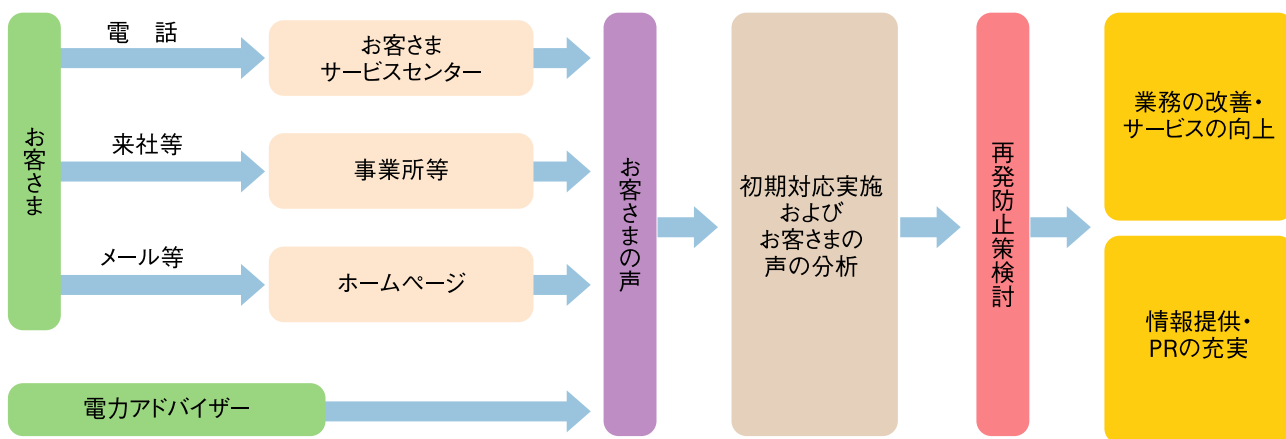 お客さま
電　話
お客さま
サービスセンター
来社等
事業所等
メール等
ホームページ
電力アドバイザー
お客さまの声
初期対応実施
および
お客さまの
声の分析
再発防止策検討
業務の改善・
サービスの向上
情報提供・
PRの充実